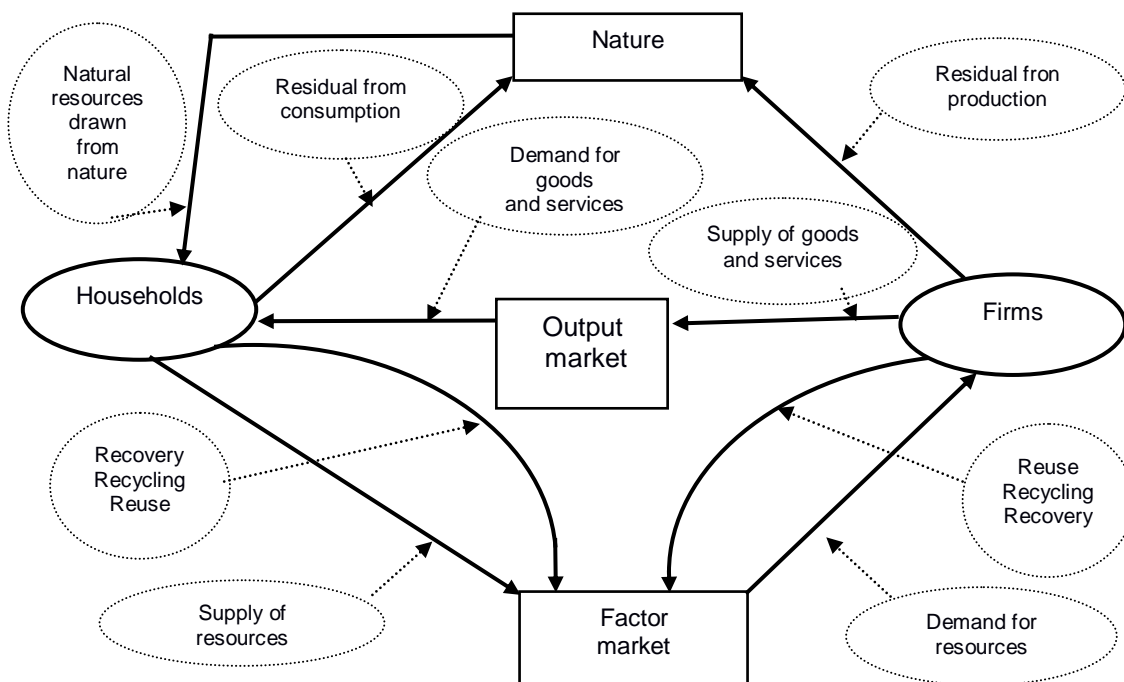 Nature
Natural
resources
drawn
from
nature
Residual from
consumption
Residual fron
production
Demand for
goods
and services
Supply of goods
and services
Households
Output
market
Firms
Recovery
Recycling
Reuse
Reuse
Recycling
Recovery
Supply of
resources
Factor
market
Demand for
resources